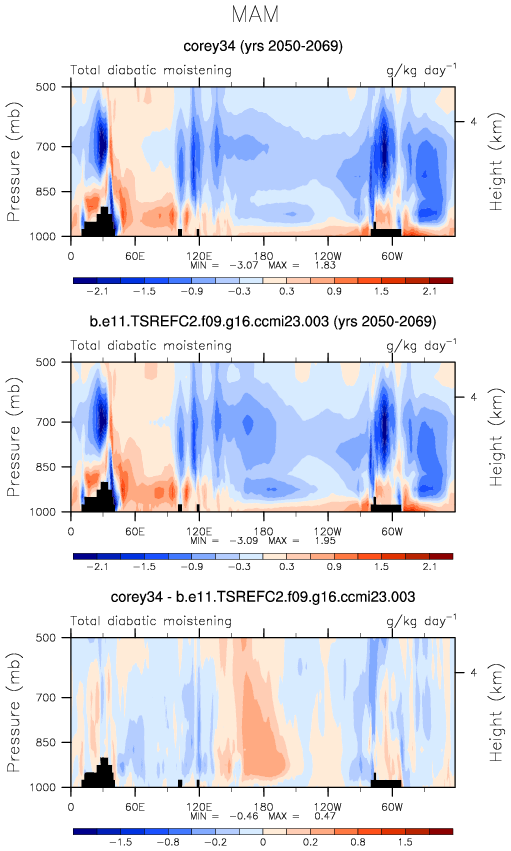 MAM
corey34 (yrs 2050-2069)
Total diabatic moistening g/kg day⁻¹
Pressure (mb)
Height (km)
500
700
850
1000
4
0 60E 120E 180 120W 60W
MIN = −3.07 MAX = 1.83
−2.1 −1.5 −0.9 −0.3 0.3 0.9 1.5 2.1
b.e11.TSREFC2.f09.g16.ccmi23.003 (yrs 2050-2069)
Total diabatic moistening g/kg day⁻¹
Pressure (mb)
Height (km)
500
700
850
1000
4
0 60E 120E 180 120W 60W
MIN = −3.09 MAX = 1.95
−2.1 −1.5 −0.9 −0.3 0.3 0.9 1.5 2.1
corey34 - b.e11.TSREFC2.f09.g16.ccmi23.003
Total diabatic moistening g/kg day⁻¹
Pressure (mb)
Height (km)
500
700
850
1000
4
0 60E 120E 180 120W 60W
MIN = −0.46 MAX = 0.47
−1.5 −0.8 −0.2 0 0.2 0.8 1.5